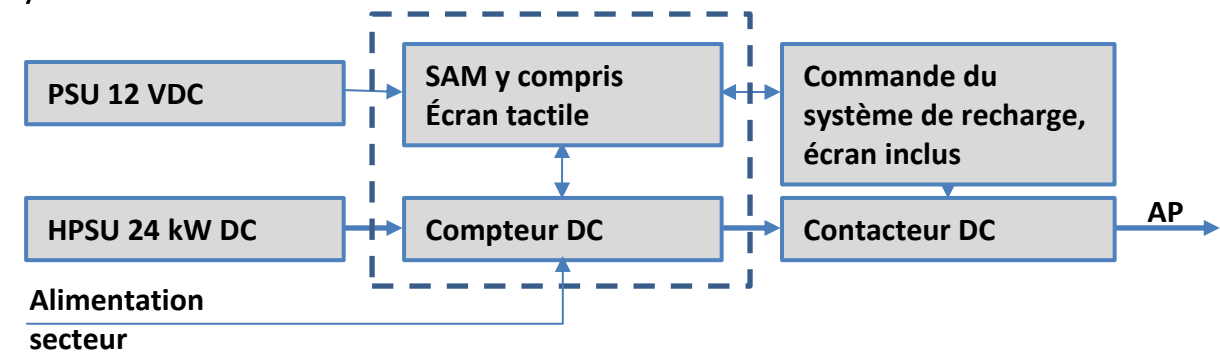 PSU 12 VDC
SAM y compris
Écran tactile
Commande du
système de recharge,
écran inclus
HPSU 24 kW DC
Compteur DC
Contacteur DC
AP
Alimentation
secteur